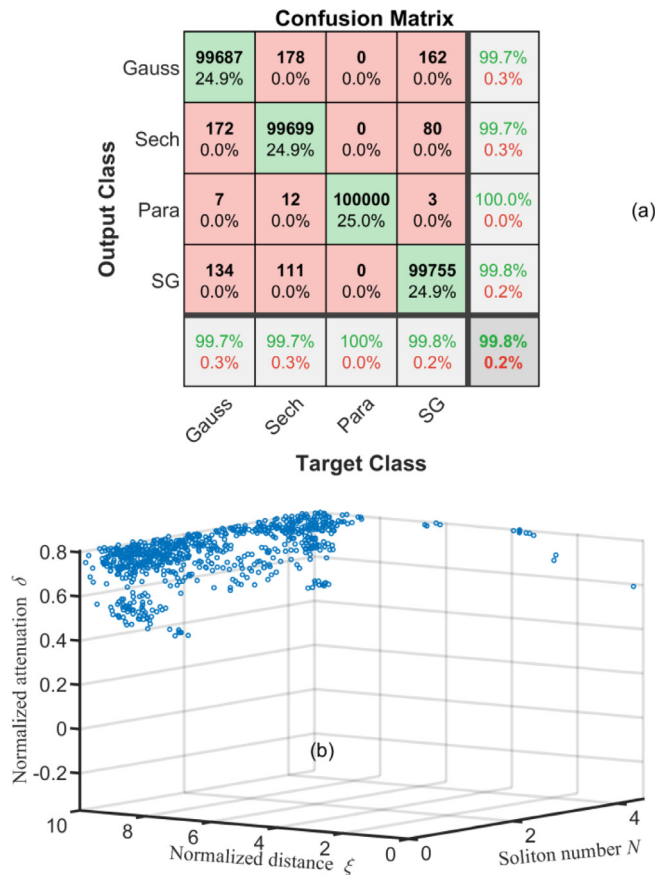 Confusion Matrix
Gauss 99687 178 0 162 99.7%
24.9% 0.0% 0.0% 0.0% 0.3%
Sech 172 99699 0 80 99.7%
0.0% 24.9% 0.0% 0.0% 0.3%
Para 7 12 100000 3 100.0%
0.0% 0.0% 25.0% 0.0% 0.0%
SG 134 111 0 99755 99.8%
0.0% 0.0% 0.0% 24.9% 0.2%
99.7% 99.7% 100% 99.8% 99.8%
0.3% 0.3% 0.0% 0.2% 0.2%
Output Class
(a)
Gauss Sech Para SG
Target Class
0.8
0.6
0.4
0.2
0
-0.2
Normalized attenuation δ
(b)
10 8 6 4 2 0
Normalized distance ξ
0 2 4
Soliton number N